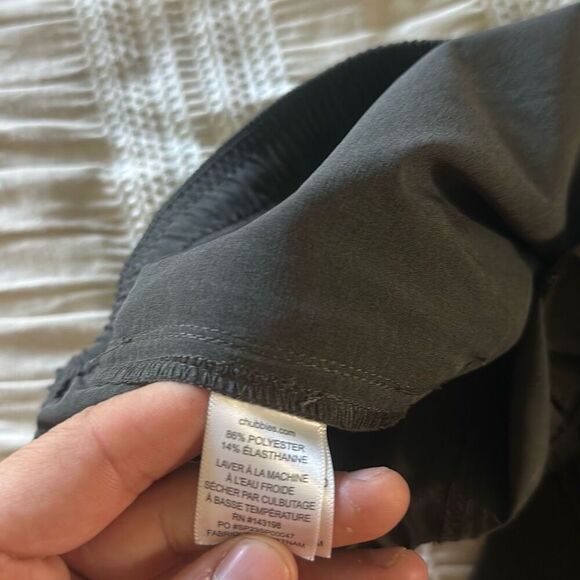 chubbies.com
86% POLYESTER
14% ÉLASTHANNE
LAVER À LA MACHINE
À L'EAU FROIDE
SÉCHER PAR CULBUTAGE
À BASSE TEMPÉRATURE
RN #143198